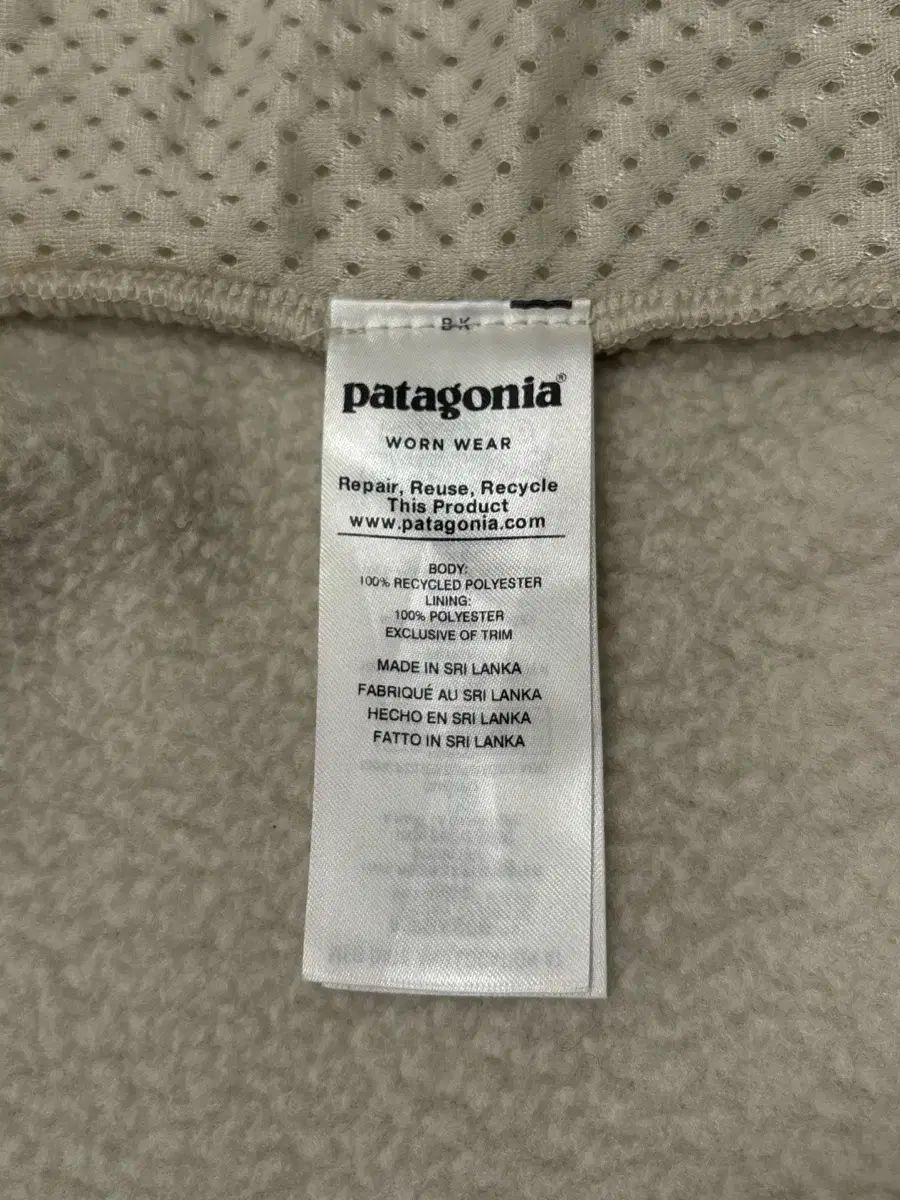 BK
patagonia®
WORN WEAR
Repair, Reuse, Recycle
This Product
www.patagonia.com
BODY:
100% RECYCLED POLYESTER
LINING:
100% POLYESTER
EXCLUSIVE OF TRIM
MADE IN SRI LANKA
FABRIQUÉ AU SRI LANKA
HECHO EN SRI LANKA
FATTO IN SRI LANKA